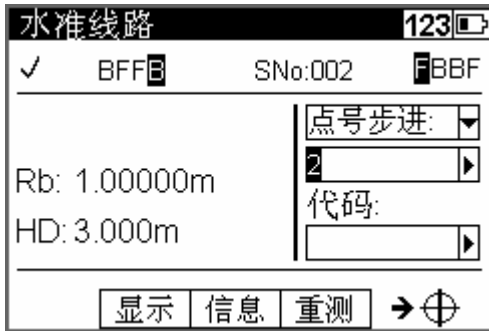 水准线路 123
✓ BFFB SNo:002 FBBF
点号步进:
2
Rb: 1.00000m
代码:
HD: 3.000m
显示 信息 重测